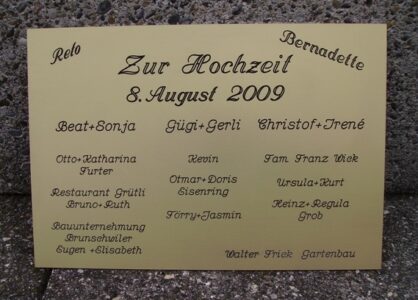 Reto
Bernadette
Zur Hochzeit
8. August 2009
Beat+Sonja
Gügi+Gerli
Christof+Irené
Otto+Katharina
Furter
Kevin
Fam. Franz Wick
Restaurant Grütli
Bruno+Ruth
Otmar+Doris
Eisenring
Ursula+Kurt
Heinz+Regula
Grob
Bauunternehmung
Brunschwiler
Eugen +Elisabeth
Förry+Jasmin
Walter Frick Gartenbau